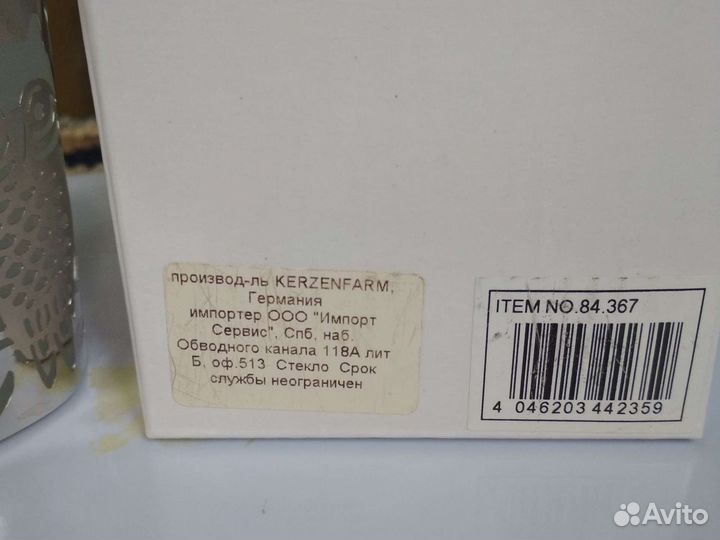 производ-ль KERZENFARM,
Германия
импортер ООО "Импорт
Сервис", Спб, наб.
Обводного канала 118А лит
Б, оф.513 Стекло Срок
службы неограничен
ITEM NO.84.367
4 046203 442359
Avito